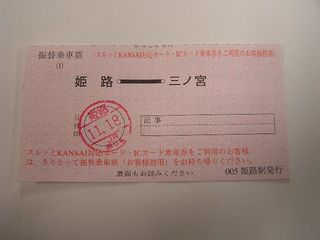 振替乗車票
(スルッとKANSAI対応カード・ICカード乗車券をご利用のお客様控用)
(1)
姫路 ━━ 三ノ宮
姫路
11.18
記事
スルッとKANSAI対応カード・ICカード乗車券をご利用のお客様
は、きりとって振替乗車票(お客様控用)をお持ち帰りください。
裏面もお読みください
005 姫路駅発行